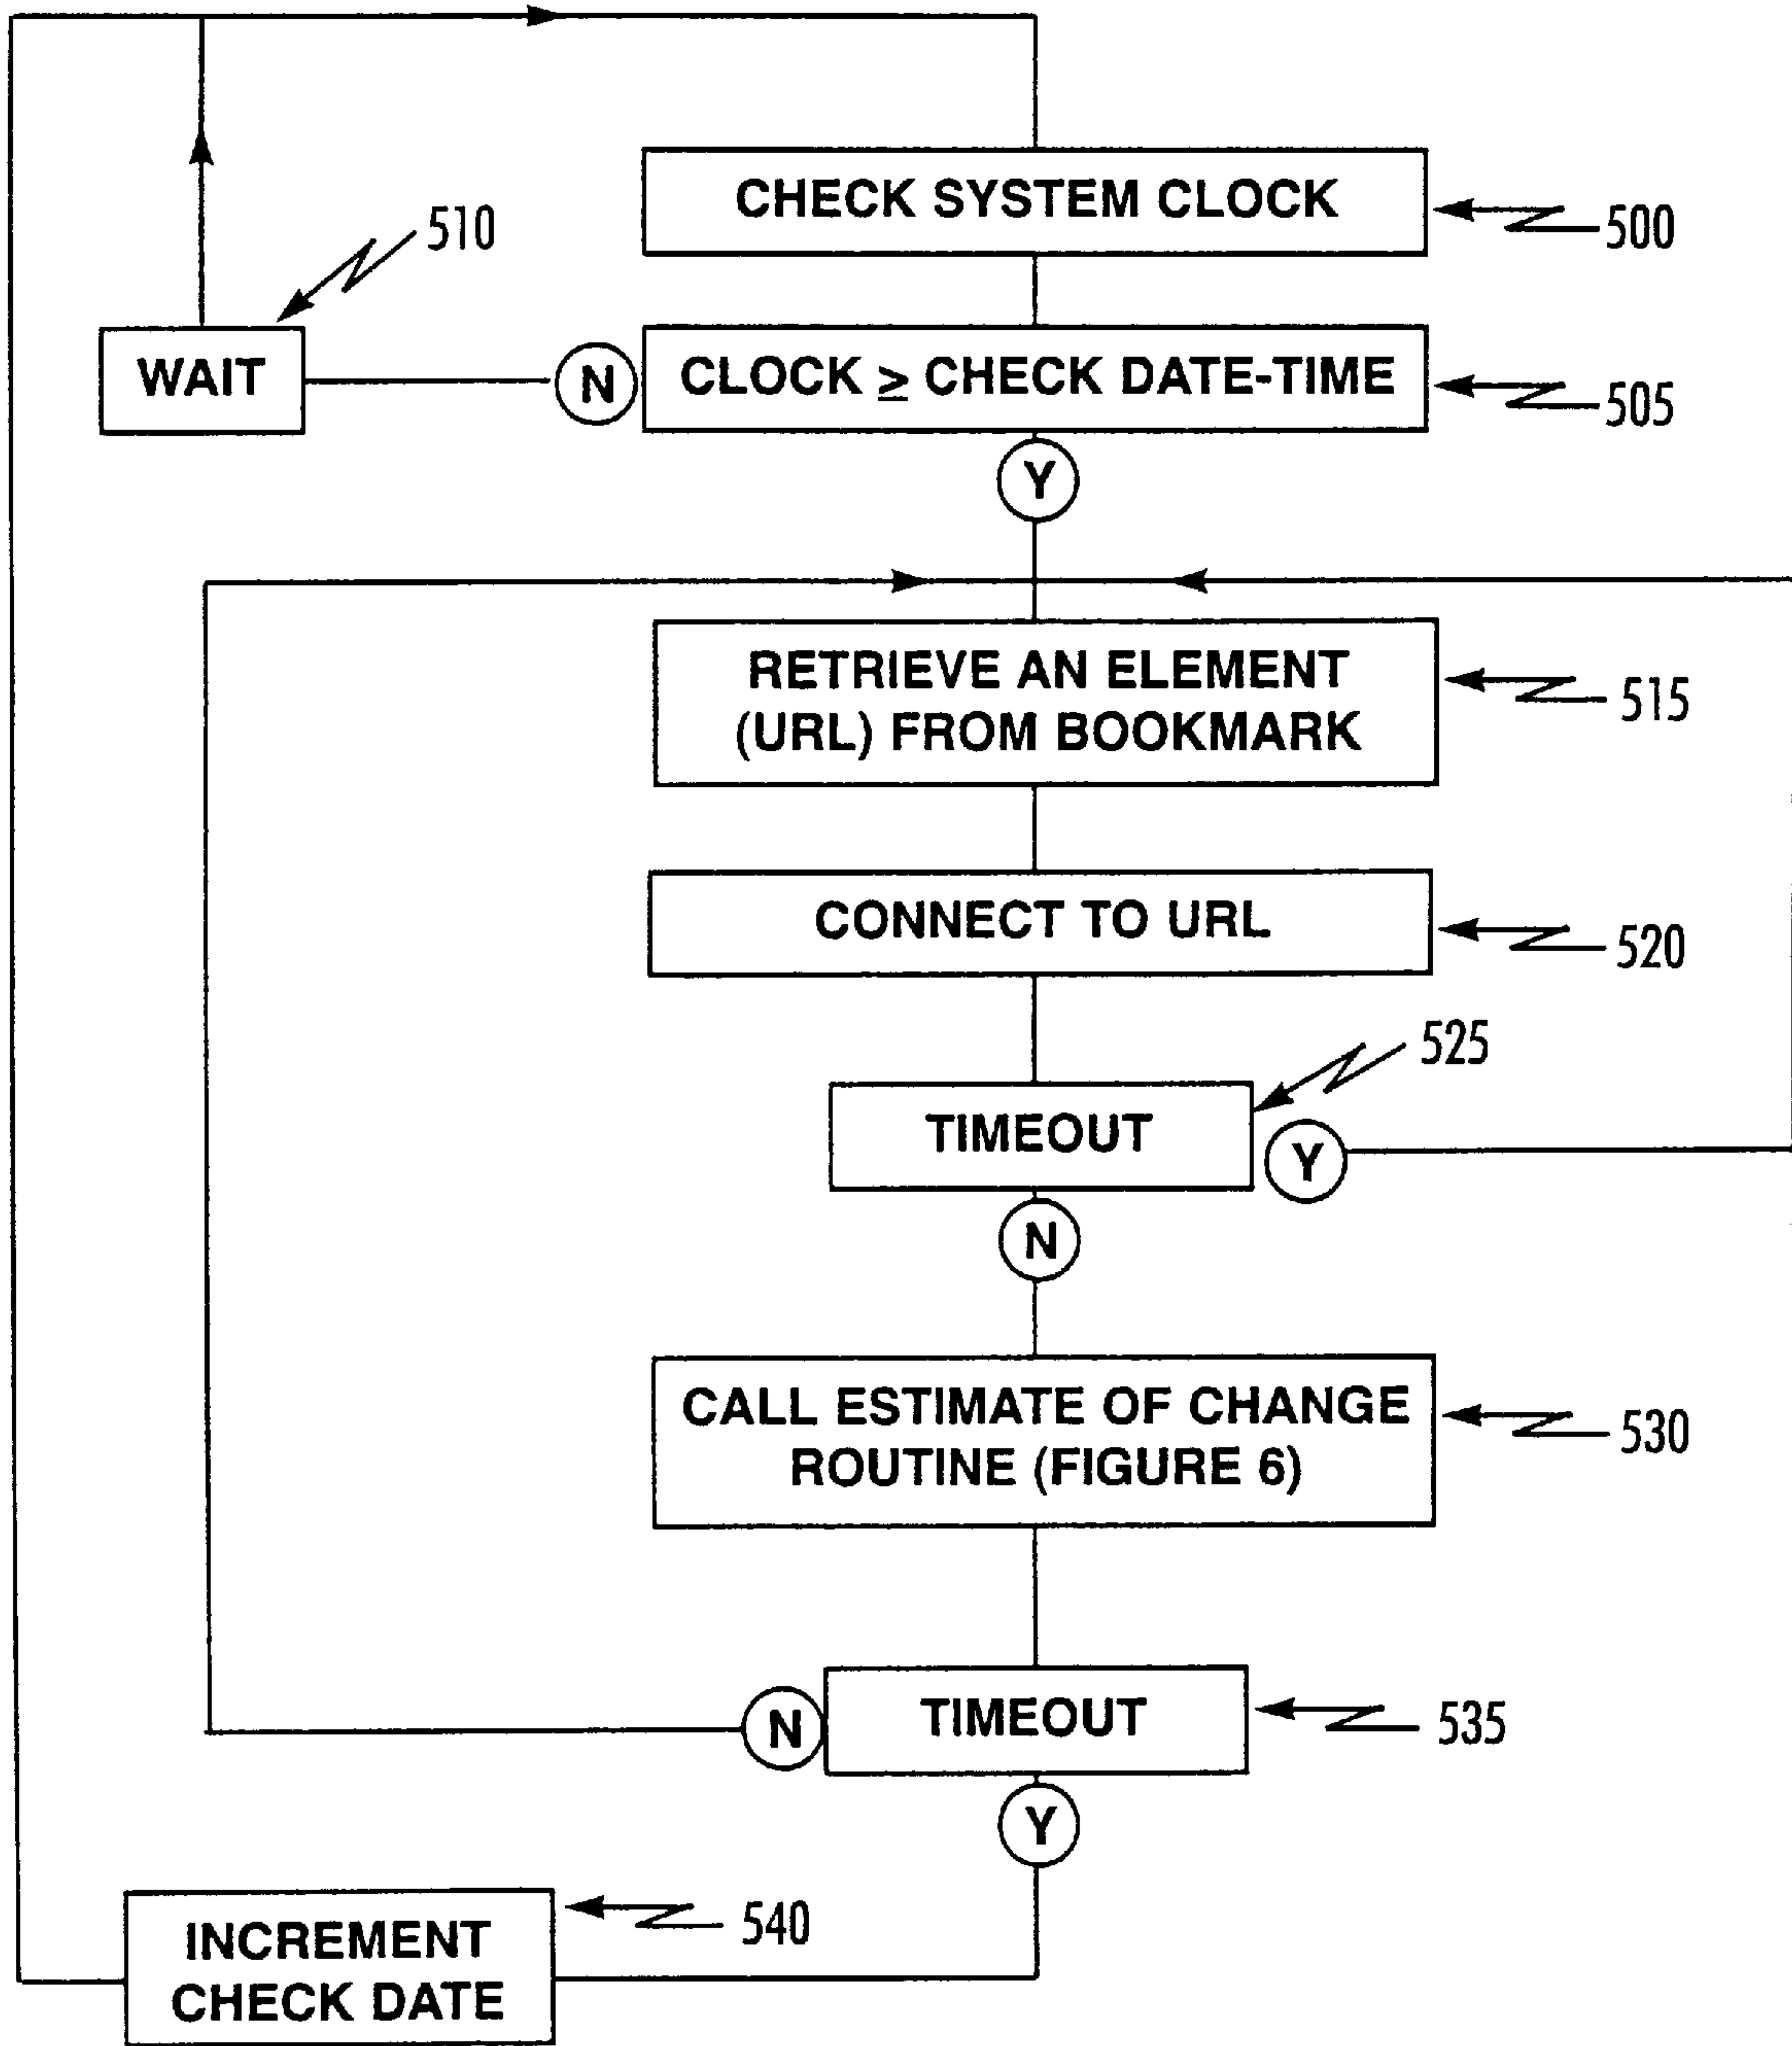 CHECK SYSTEM CLOCK
500
510
WAIT
N
CLOCK ≥ CHECK DATE-TIME
505
Y
RETRIEVE AN ELEMENT
(URL) FROM BOOKMARK
515
CONNECT TO URL
520
525
TIMEOUT
Y
N
CALL ESTIMATE OF CHANGE
ROUTINE (FIGURE 6)
530
N
TIMEOUT
535
Y
INCREMENT
CHECK DATE
540